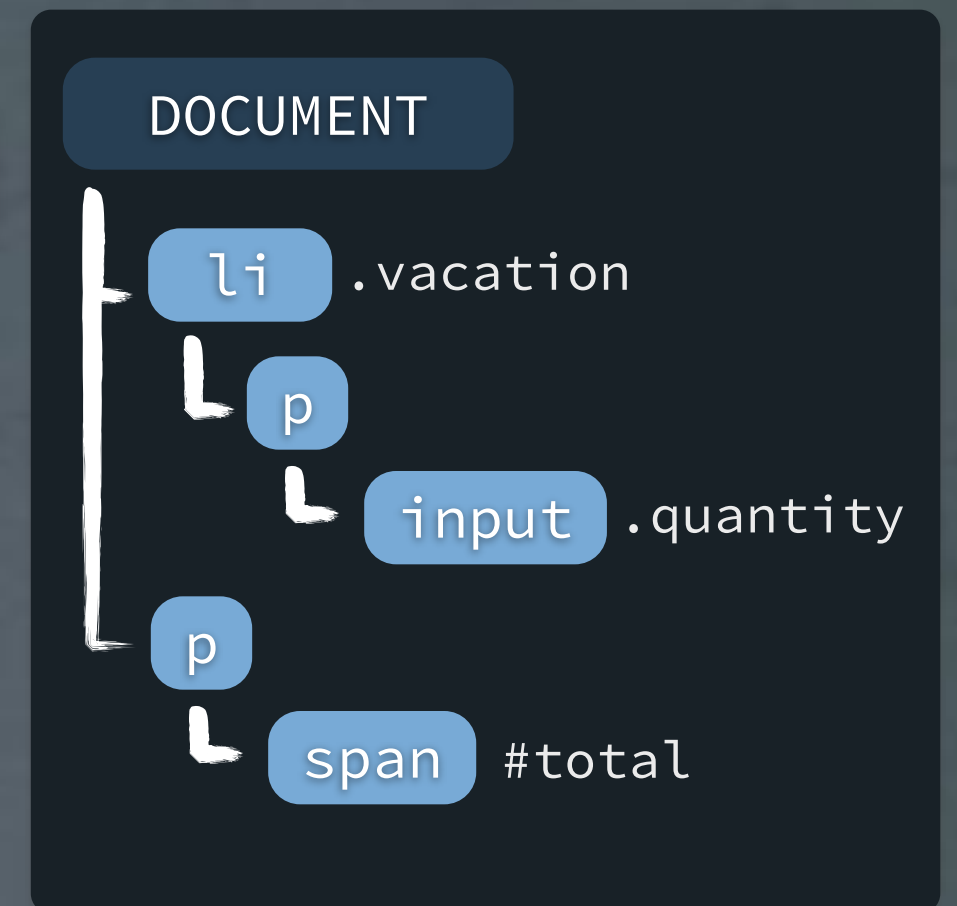 DOCUMENT
li .vacation
p
input .quantity
p
span #total